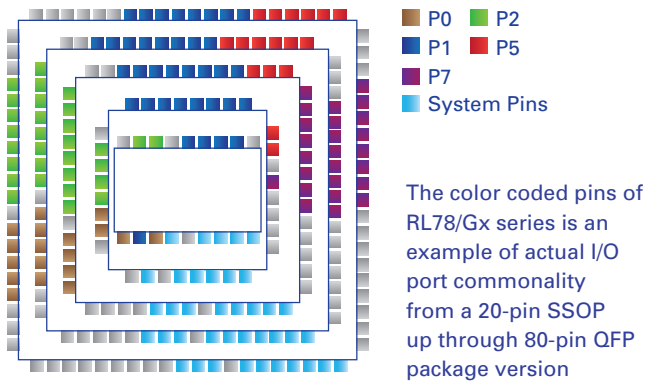 P0 P2
P1 P5
P7
System Pins
The color coded pins of
RL78/Gx series is an
example of actual I/O
port commonality
from a 20-pin SSOP
up through 80-pin QFP
package version